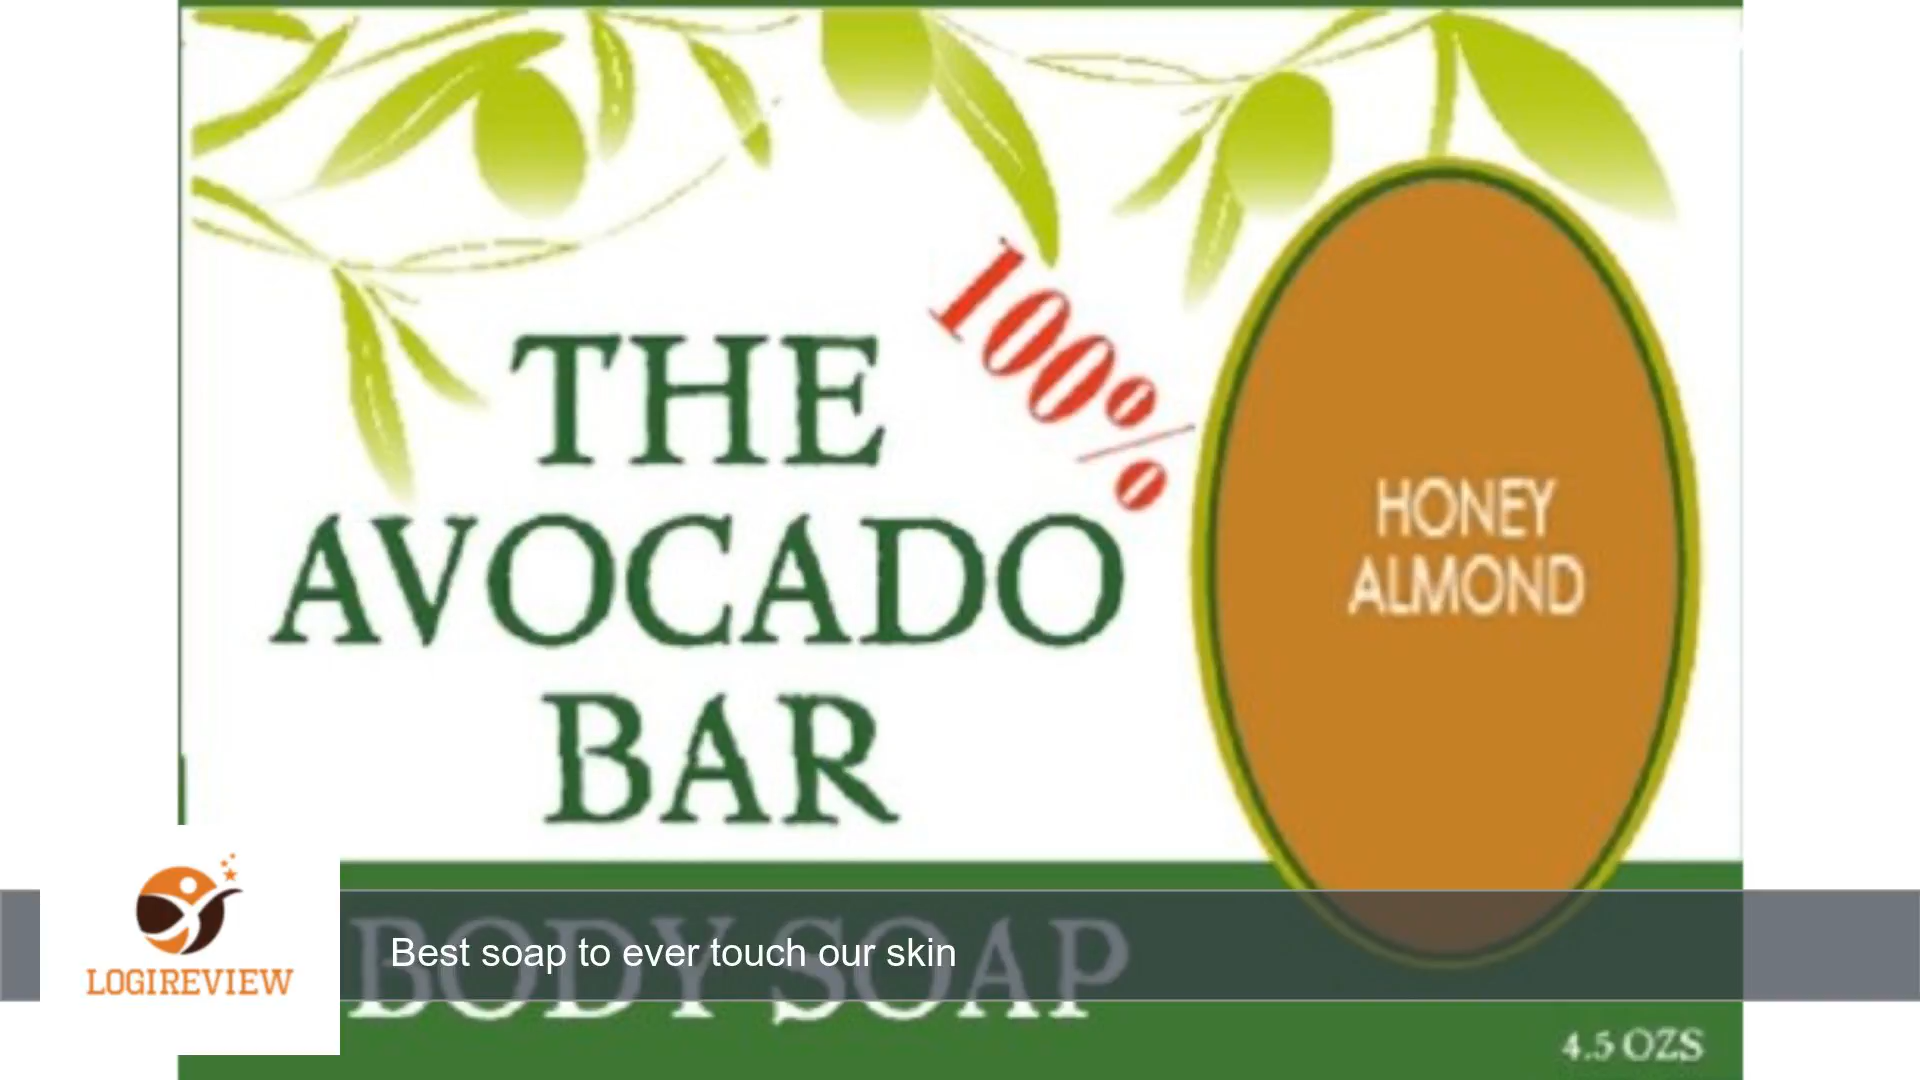 100%
THE
AVOCADO
BAR
HONEY
ALMOND
BODY SOAP
Best soap to ever touch our skin
LOGIREVIEW
4.5 OZS